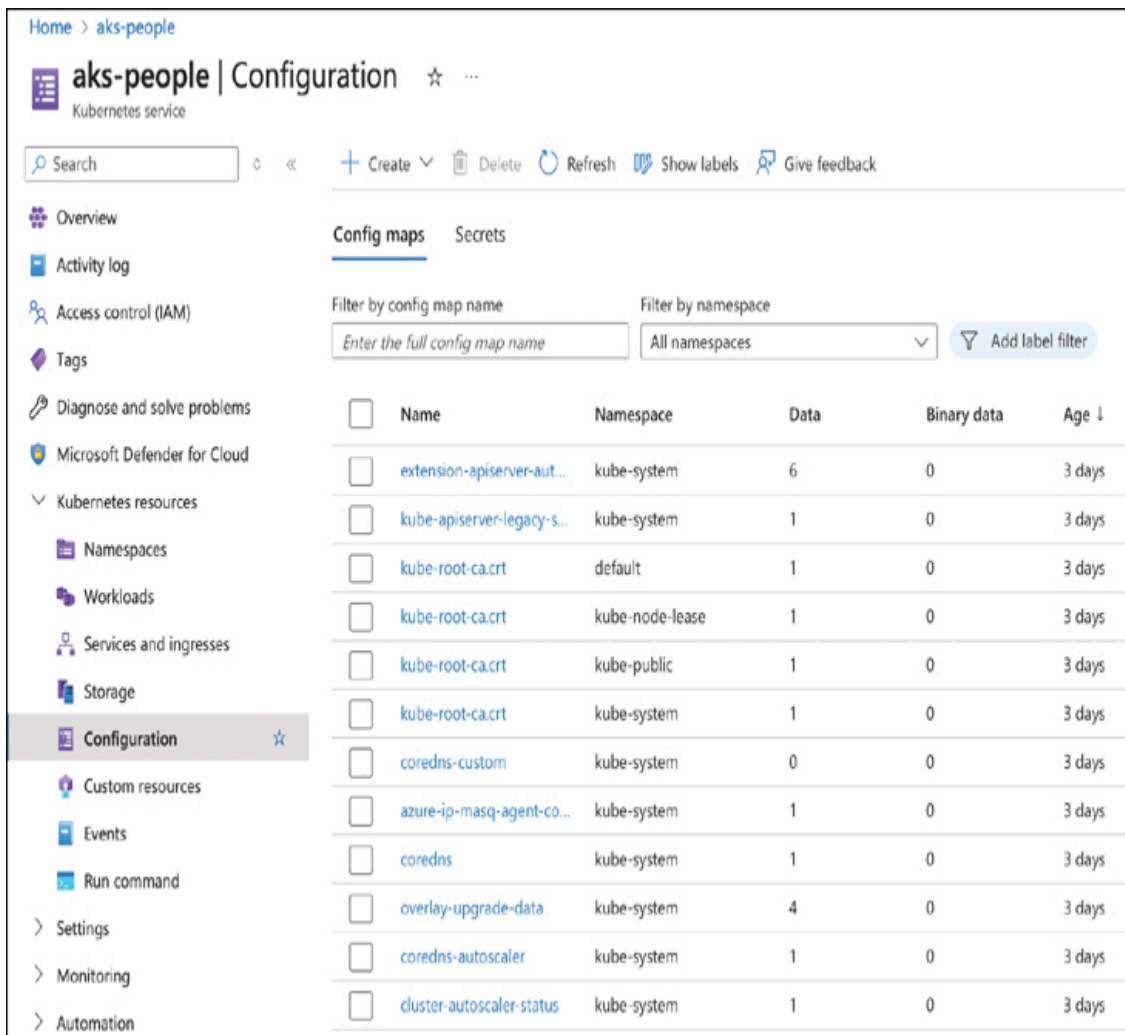 Home > aks-people
aks-people | Configuration ☆ ...
Kubernetes service
Search
+ Create Delete Refresh Show labels Give feedback
Overview
Activity log
Access control (IAM)
Tags
Diagnose and solve problems
Microsoft Defender for Cloud
Kubernetes resources
Namespaces
Workloads
Services and ingresses
Storage
Configuration
Custom resources
Events
Run command
Settings
Monitoring
Automation
Config maps Secrets
Filter by config map name Filter by namespace
Enter the full config map name All namespaces Add label filter
Name Namespace Data Binary data Age ↓
extension-apiserver-aut... kube-system 6 0 3 days
kube-apiserver-legacy-s... kube-system 1 0 3 days
kube-root-ca.crt default 1 0 3 days
kube-root-ca.crt kube-node-lease 1 0 3 days
kube-root-ca.crt kube-public 1 0 3 days
kube-root-ca.crt kube-system 1 0 3 days
coredns-custom kube-system 0 0 3 days
azure-ip-masq-agent-co... kube-system 1 0 3 days
coredns kube-system 1 0 3 days
overlay-upgrade-data kube-system 4 0 3 days
coredns-autoscaler kube-system 1 0 3 days
cluster-autoscaler-status kube-system 1 0 3 days